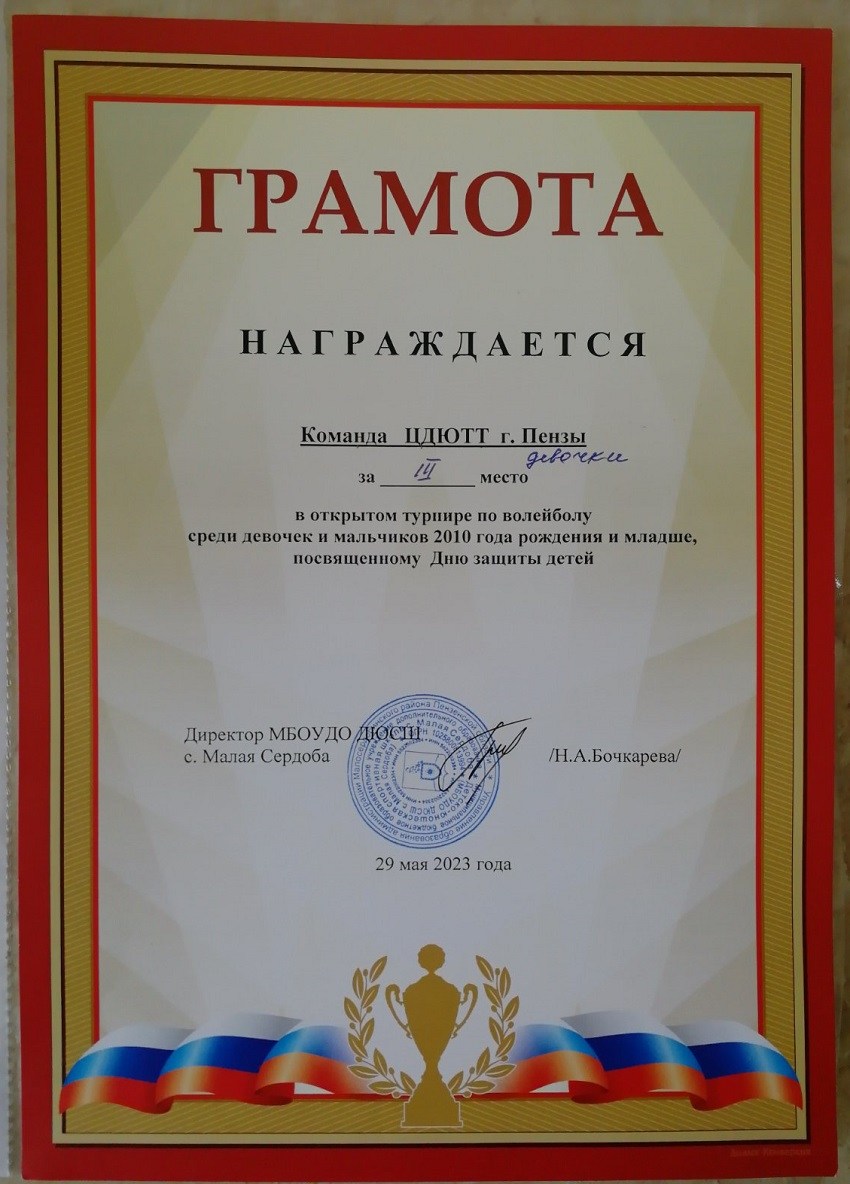 ГРАМОТА
НАГРАЖДАЕТСЯ
Команда ЦДЮТТ г. Пензы
девочки
за III место
в открытом турнире по волейболу
среди девочек и мальчиков 2010 года рождения и младше,
посвященному Дню защиты детей
Директор МБОУДО ДЮСШ
с. Малая Сердоба /Н.А.Бочкарева/
29 мая 2023 года